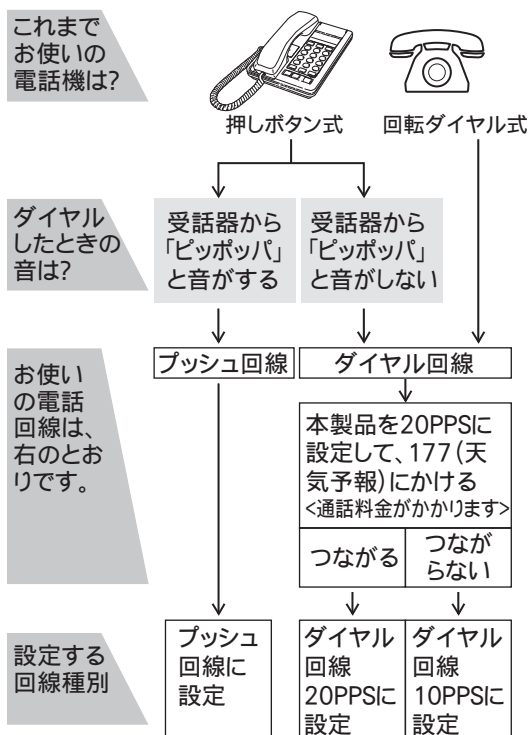 これまで
お使いの
電話機は?
押しボタン式
回転ダイヤル式
ダイヤル
したときの
音は?
受話器から
「ピッポッパ」
と音がする
受話器から
「ピッポッパ」
と音がしない
お使い
の電話
回線は、
右のとお
りです。
プッシュ回線
ダイヤル回線
本製品を20PPSに
設定して、177(天
気予報)にかける
<通話料金がかかります>
つながる
つなが
らない
設定する
回線種別
プッシュ
回線に
設定
ダイヤル
回線
20PPSに
設定
ダイヤル
回線
10PPSに
設定